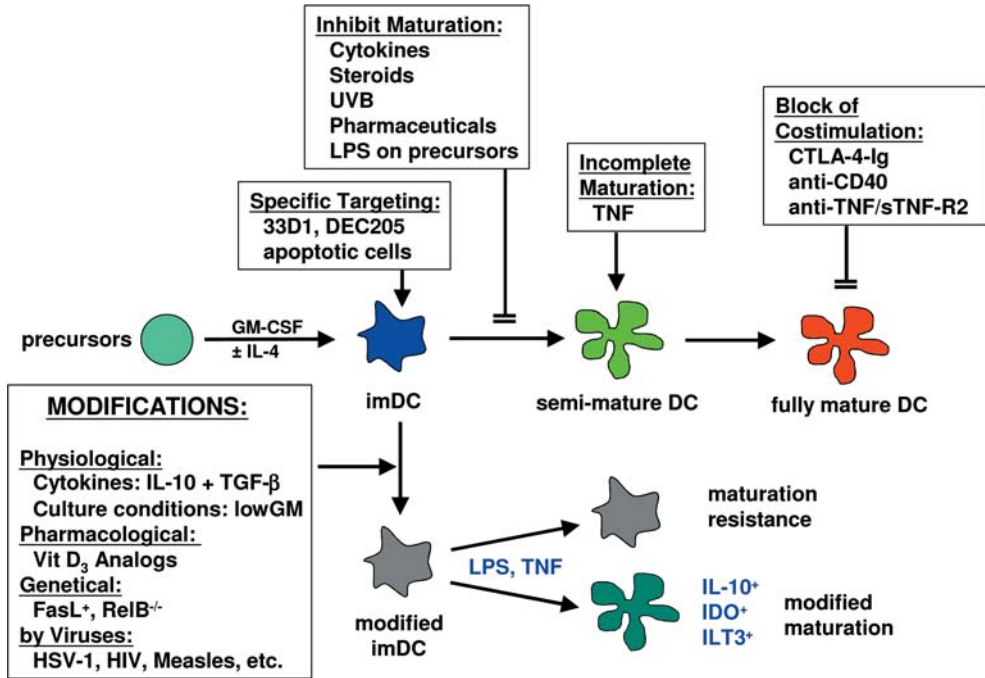 Inhibit Maturation:
Cytokines
Steroids
UVB
Pharmaceuticals
LPS on precursors
Block of
Costimulation:
CTLA-4-Ig
anti-CD40
anti-TNF/sTNF-R2
Incomplete
Maturation:
TNF
Specific Targeting:
33D1, DEC205
apoptotic cells
precursors
GM-CSF
± IL-4
imDC
semi-mature DC
fully mature DC
MODIFICATIONS:
Physiological:
Cytokines: IL-10 + TGF-β
Culture conditions: lowGM
Pharmacological:
Vit D₃ Analogs
Genetical:
FasL⁺, RelB⁻/⁻
by Viruses:
HSV-1, HIV, Measles, etc.
modified
imDC
LPS, TNF
maturation
resistance
IL-10⁺
IDO⁺
ILT3⁺
modified
maturation